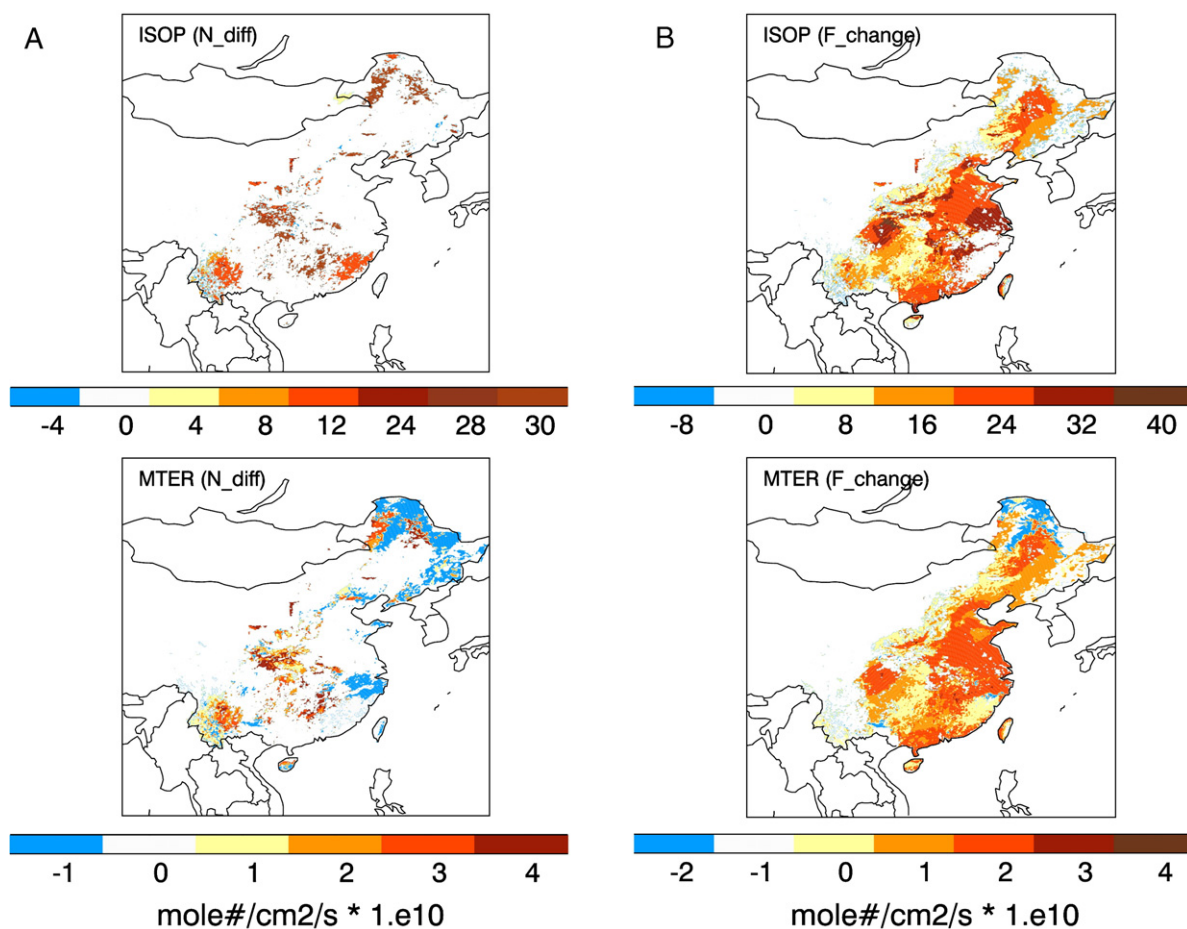 A
ISOP (N_diff)
-4 0 4 8 12 24 28 30
B
ISOP (F_change)
-8 0 8 16 24 32 40
MTER (N_diff)
-1 0 1 2 3 4
mole#/cm2/s * 1.e10
MTER (F_change)
-2 -1 0 1 2 3 4
mole#/cm2/s * 1.e10